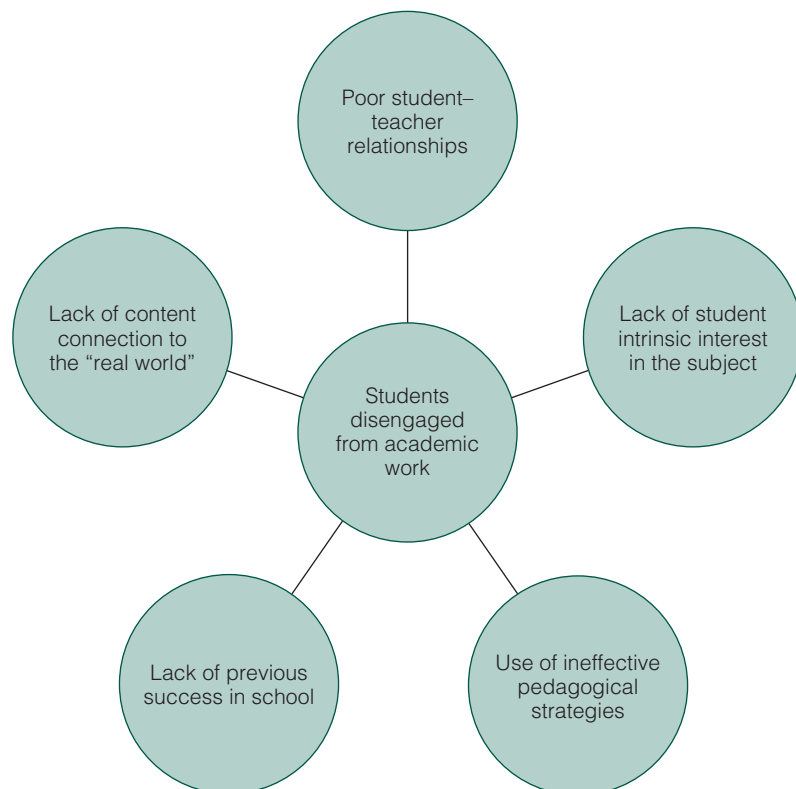 Poor student–
teacher
relationships
Lack of content
connection to
the “real world”
Lack of student
intrinsic interest
in the subject
Students
disengaged
from academic
work
Lack of previous
success in school
Use of ineffective
pedagogical
strategies